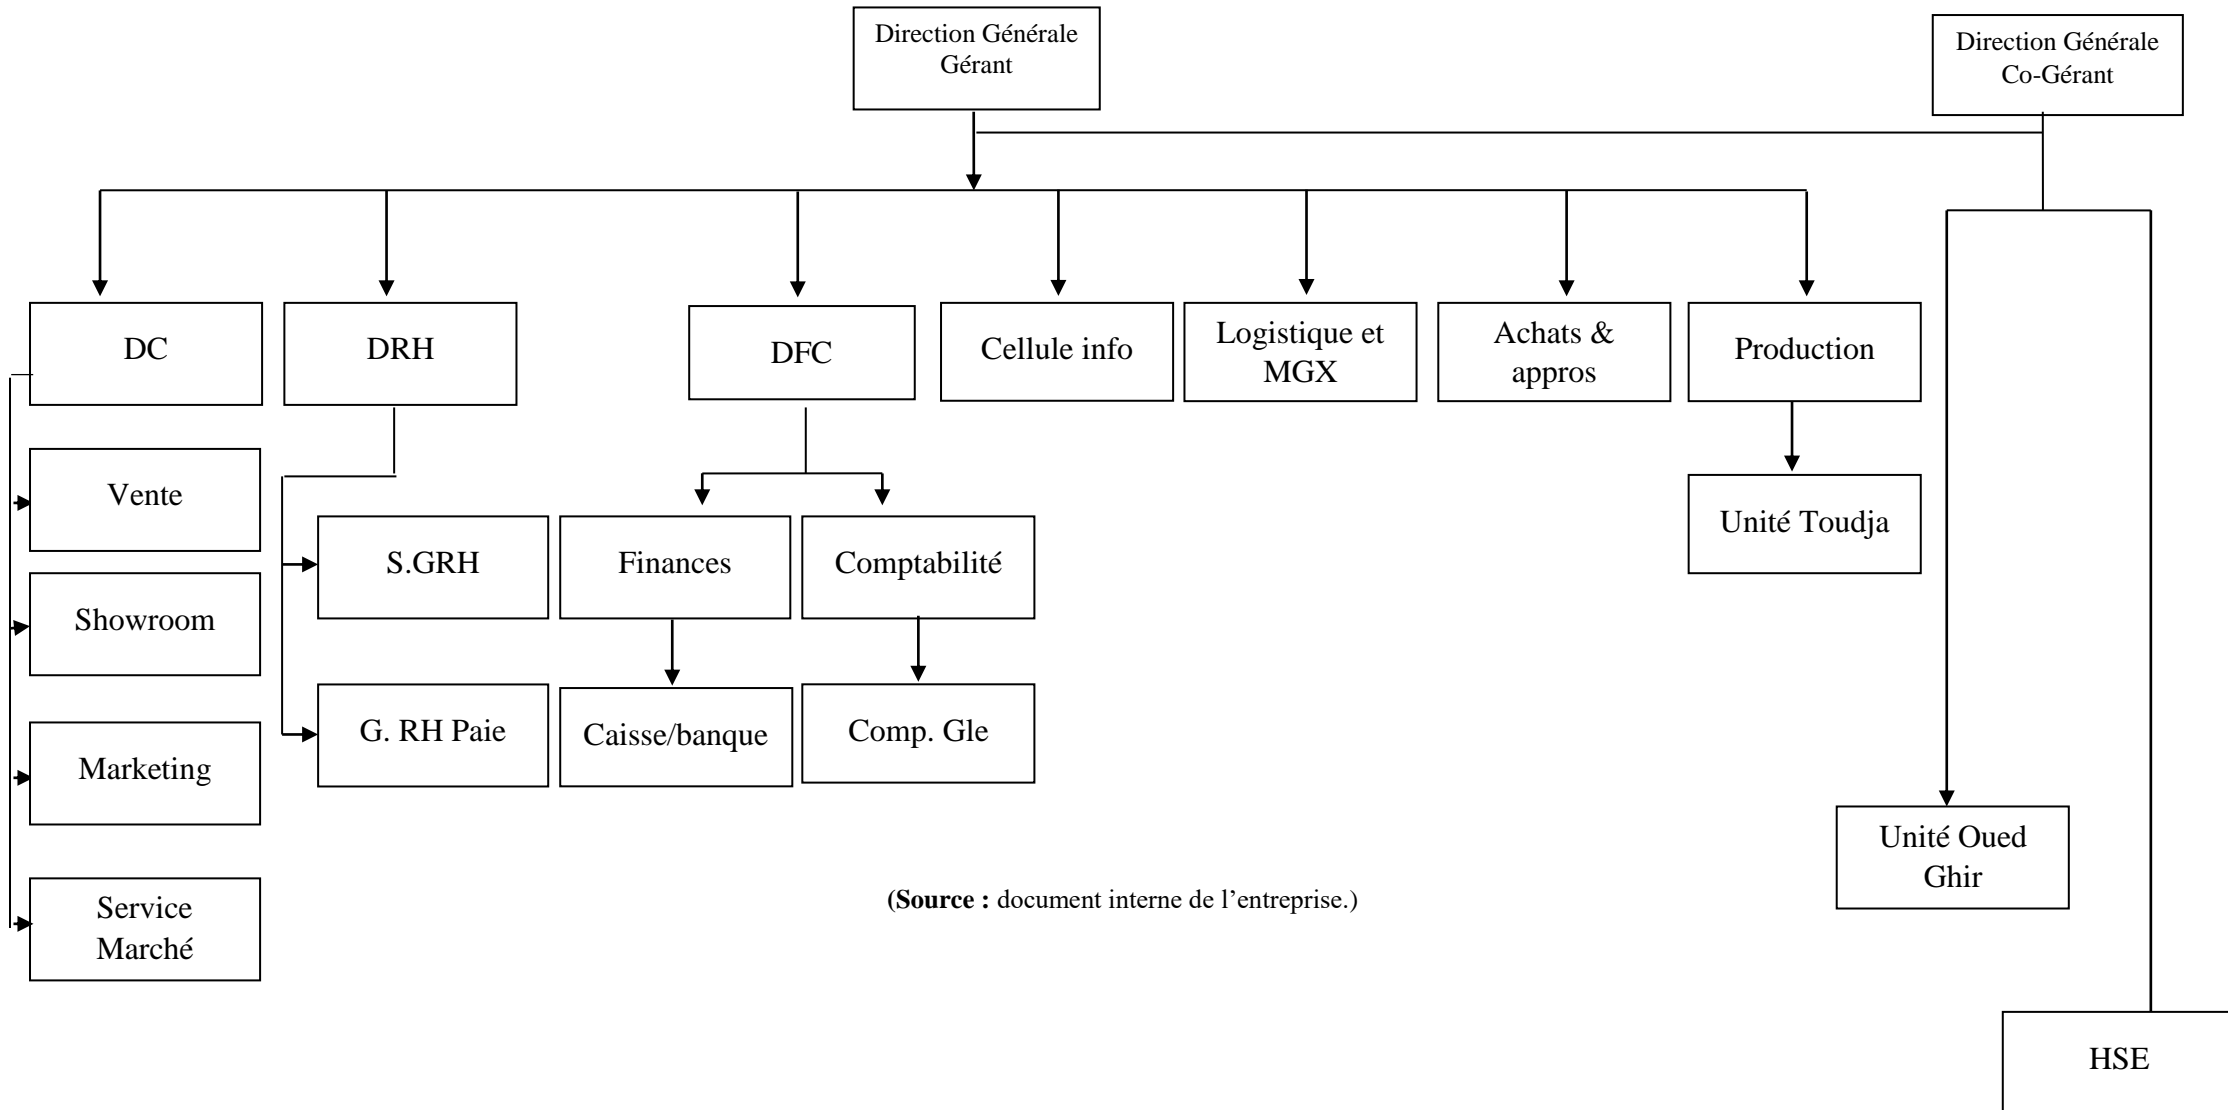 Direction Générale
Gérant
Direction Générale
Co-Gérant
DC
DRH
DFC
Cellule info
Logistique et
MGX
Achats &
appros
Production
Vente
Showroom
Marketing
Service
Marché
S.GRH
G. RH Paie
Finances
Comptabilité
Caisse/banque
Comp. Gle
Unité Toudja
Unité Oued
Ghir
HSE
(Source : document interne de l’entreprise.)